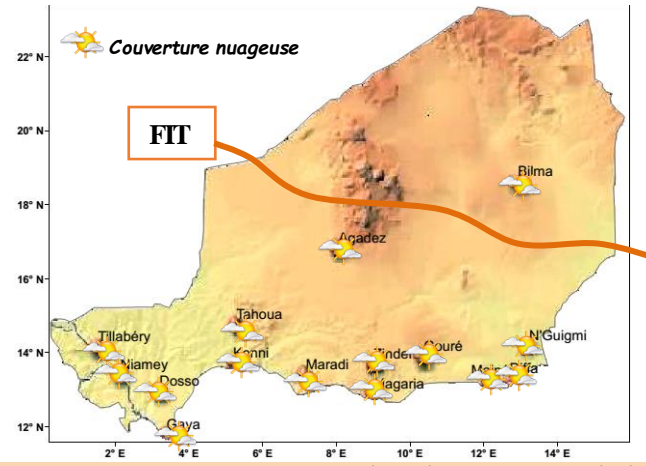 Couverture nuageuse
22° N
20° N
FIT
Bilma
18° N
Agadez
16° N
Tahoua
Tillabéry
N'Guigmi
14° N
Niamey
Konni
Maradi
Gouré
Dosso
Gaya
12° N
2° E 4° E 6° E 8° E 10° E 12° E 14° E